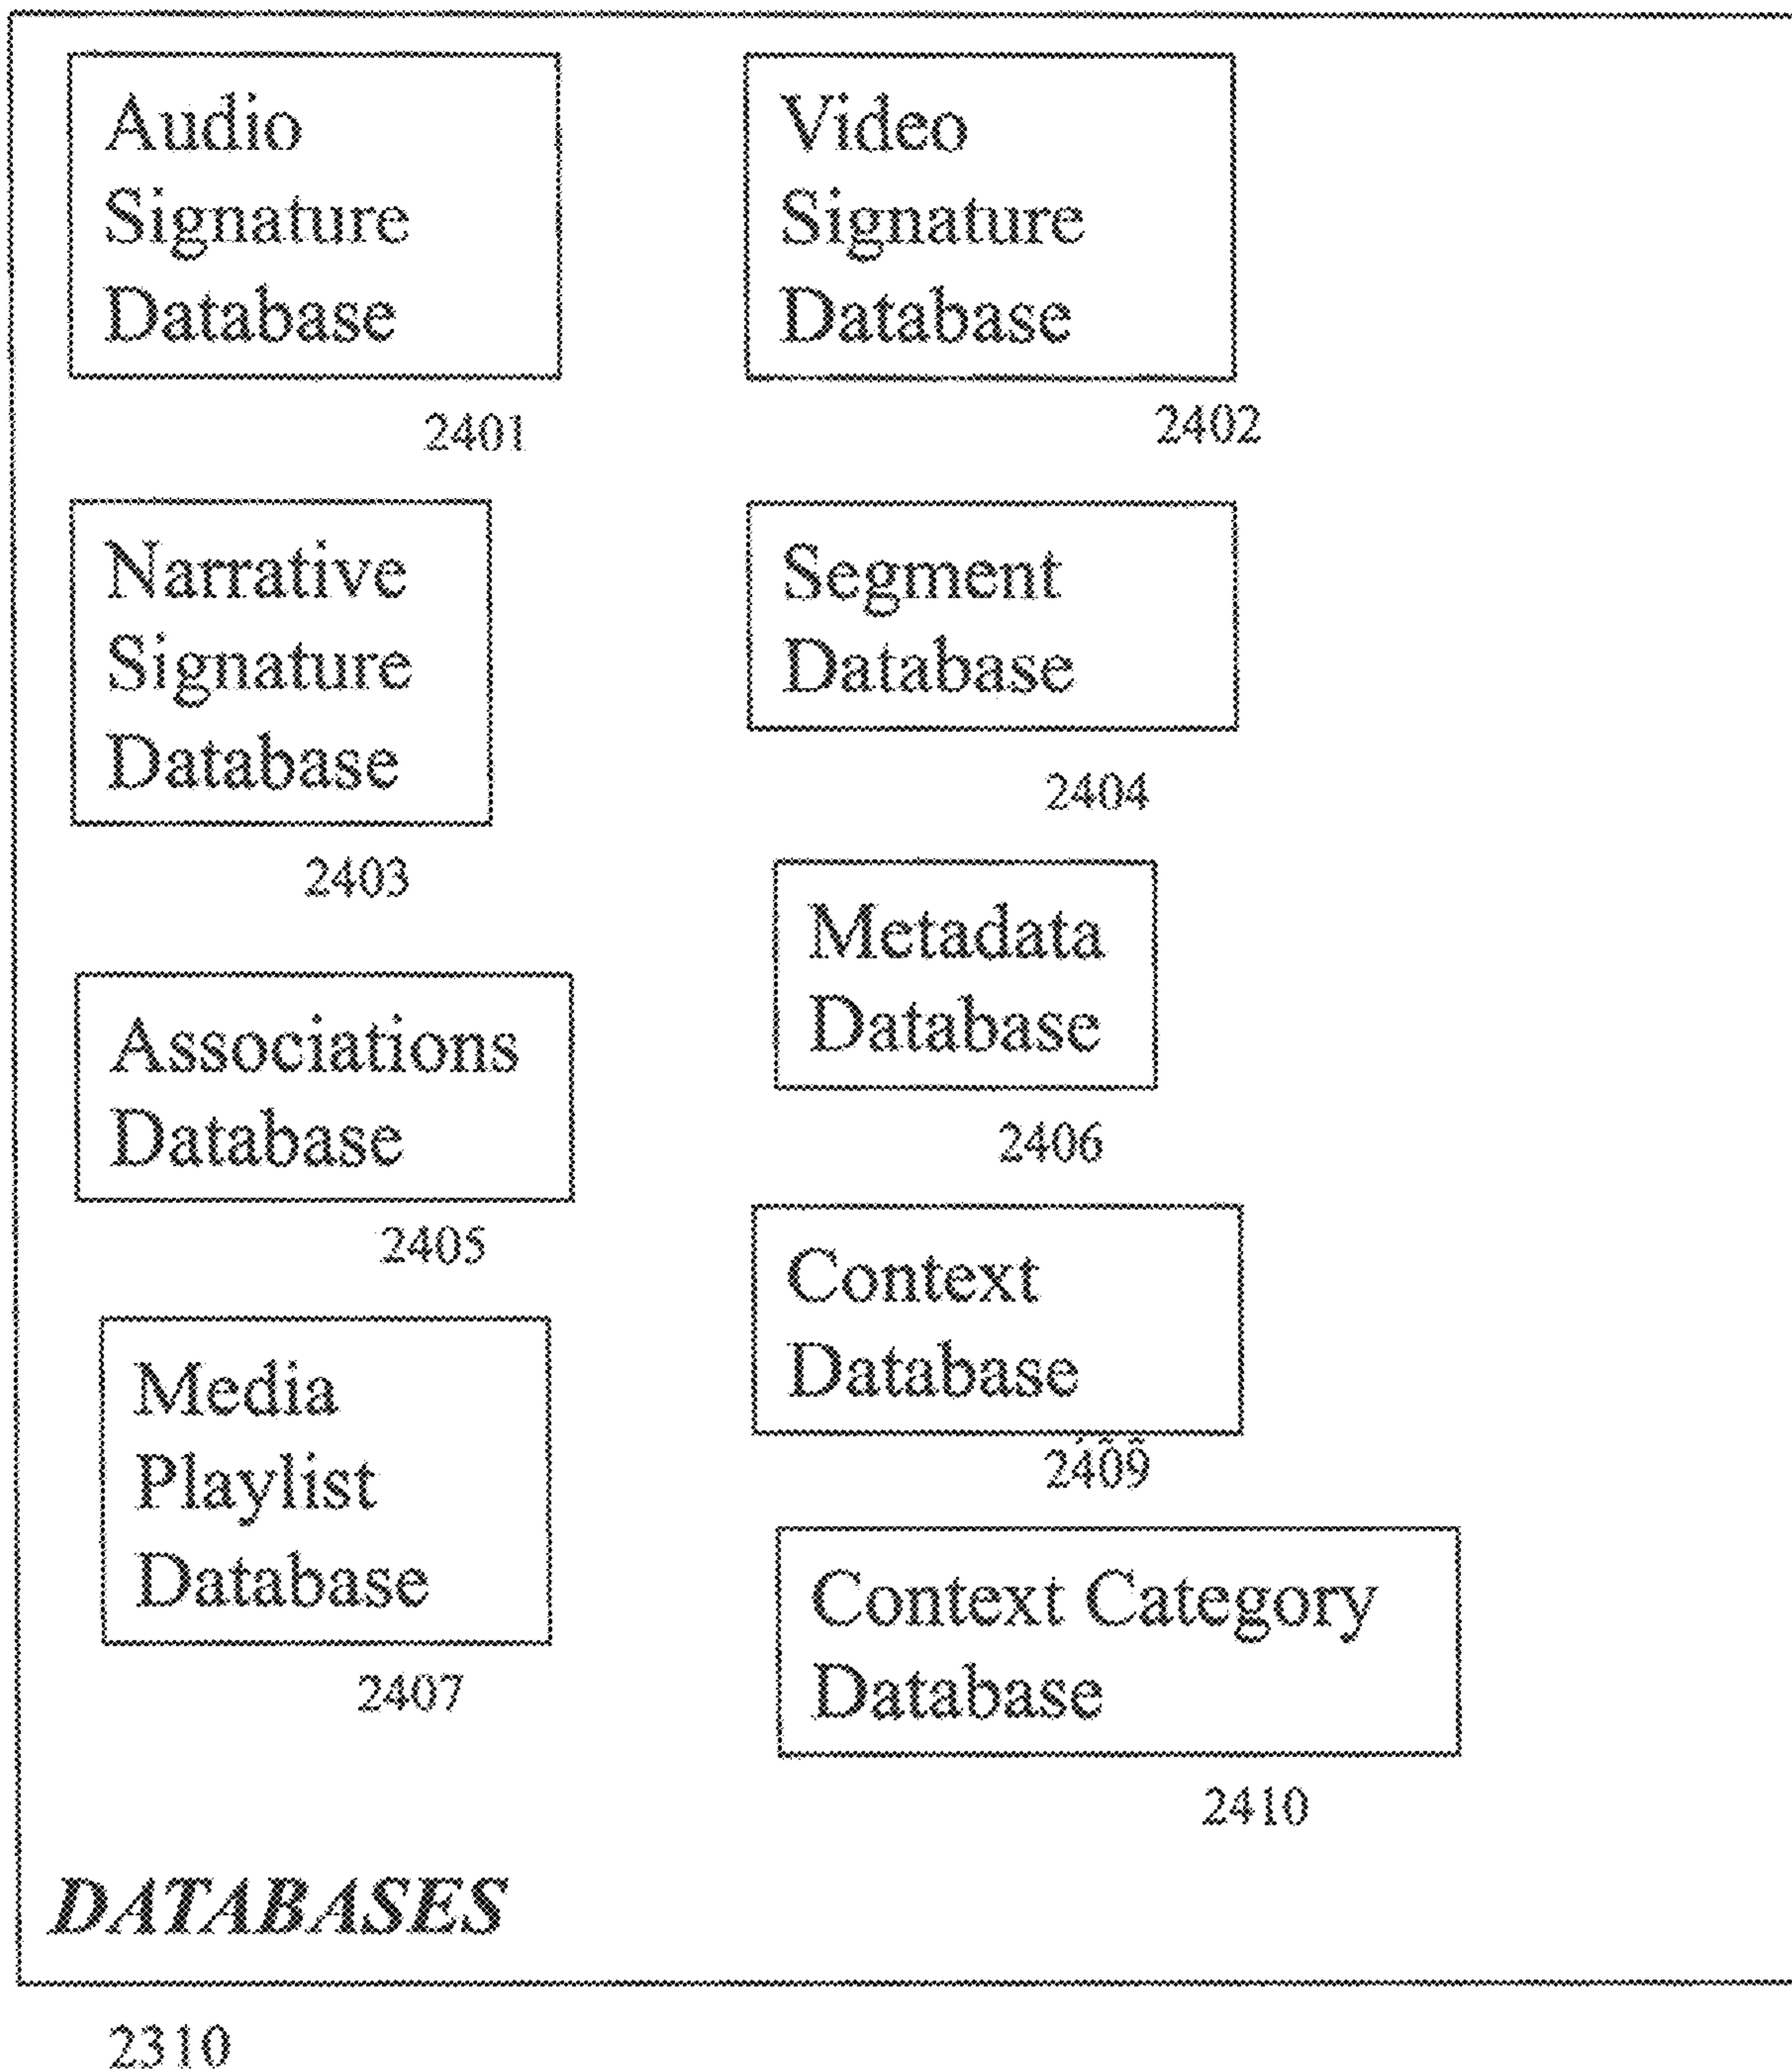 Audio
Signature
Database
2401
Video
Signature
Database
2402
Narrative
Signature
Database
2403
Segment
Database
2404
Associations
Database
2405
Metadata
Database
2406
Media
Playlist
Database
2407
Context
Database
2409
Context Category
Database
2410
DATABASES
2310